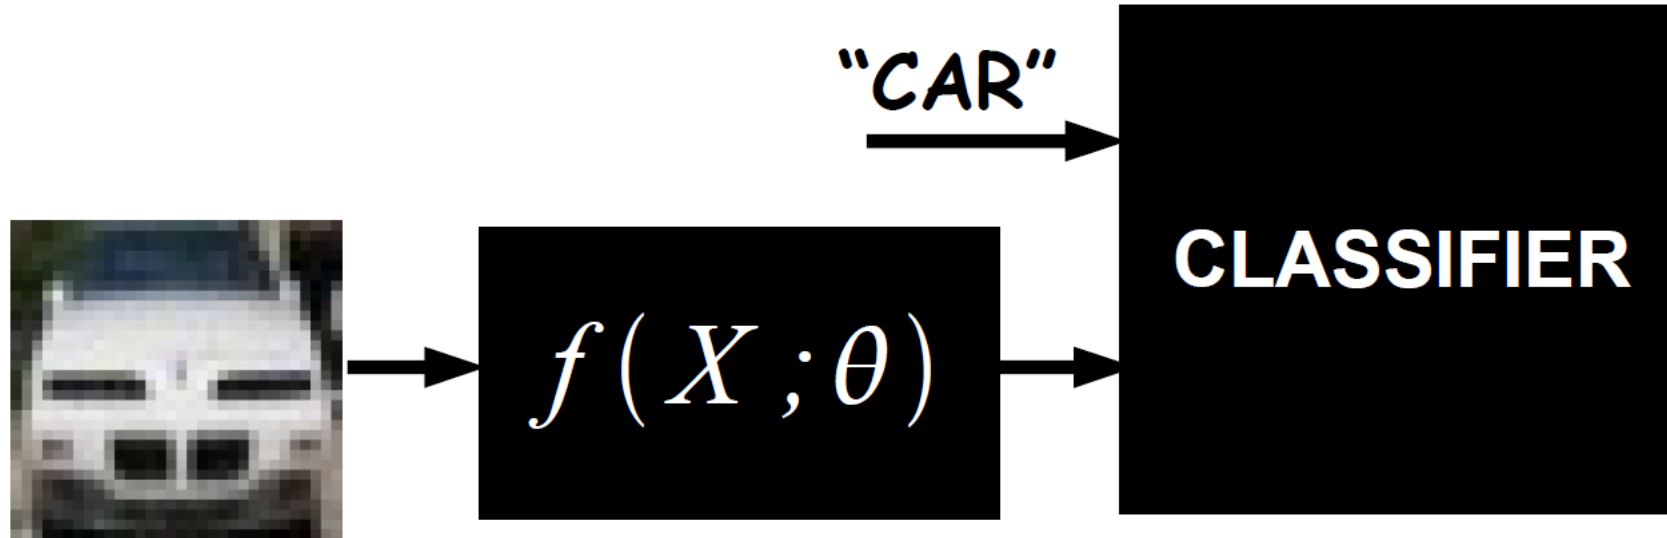 “CAR”
CLASSIFIER
f(X;θ)